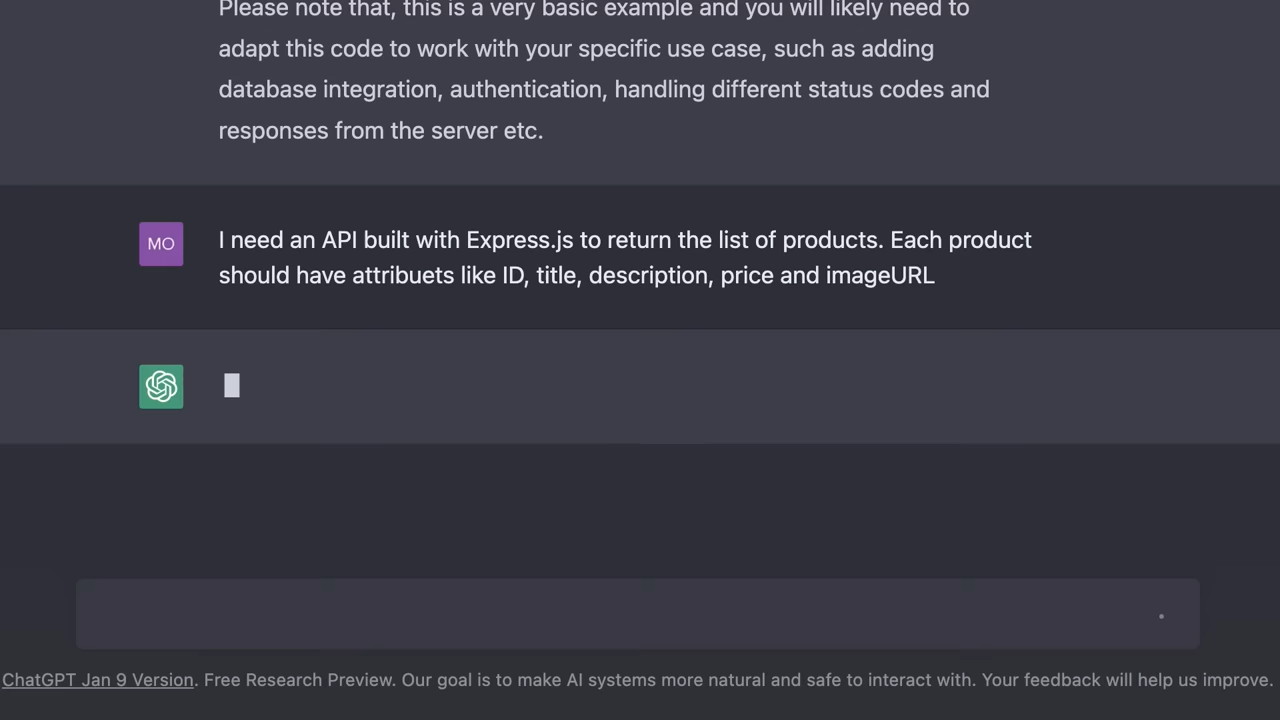 Please note that, this is a very basic example and you will likely need to
adapt this code to work with your specific use case, such as adding
database integration, authentication, handling different status codes and
responses from the server etc.
MO
I need an API built with Express.js to return the list of products. Each product
should have attribuets like ID, title, description, price and imageURL
ChatGPT Jan 9 Version. Free Research Preview. Our goal is to make AI systems more natural and safe to interact with. Your feedback will help us improve.